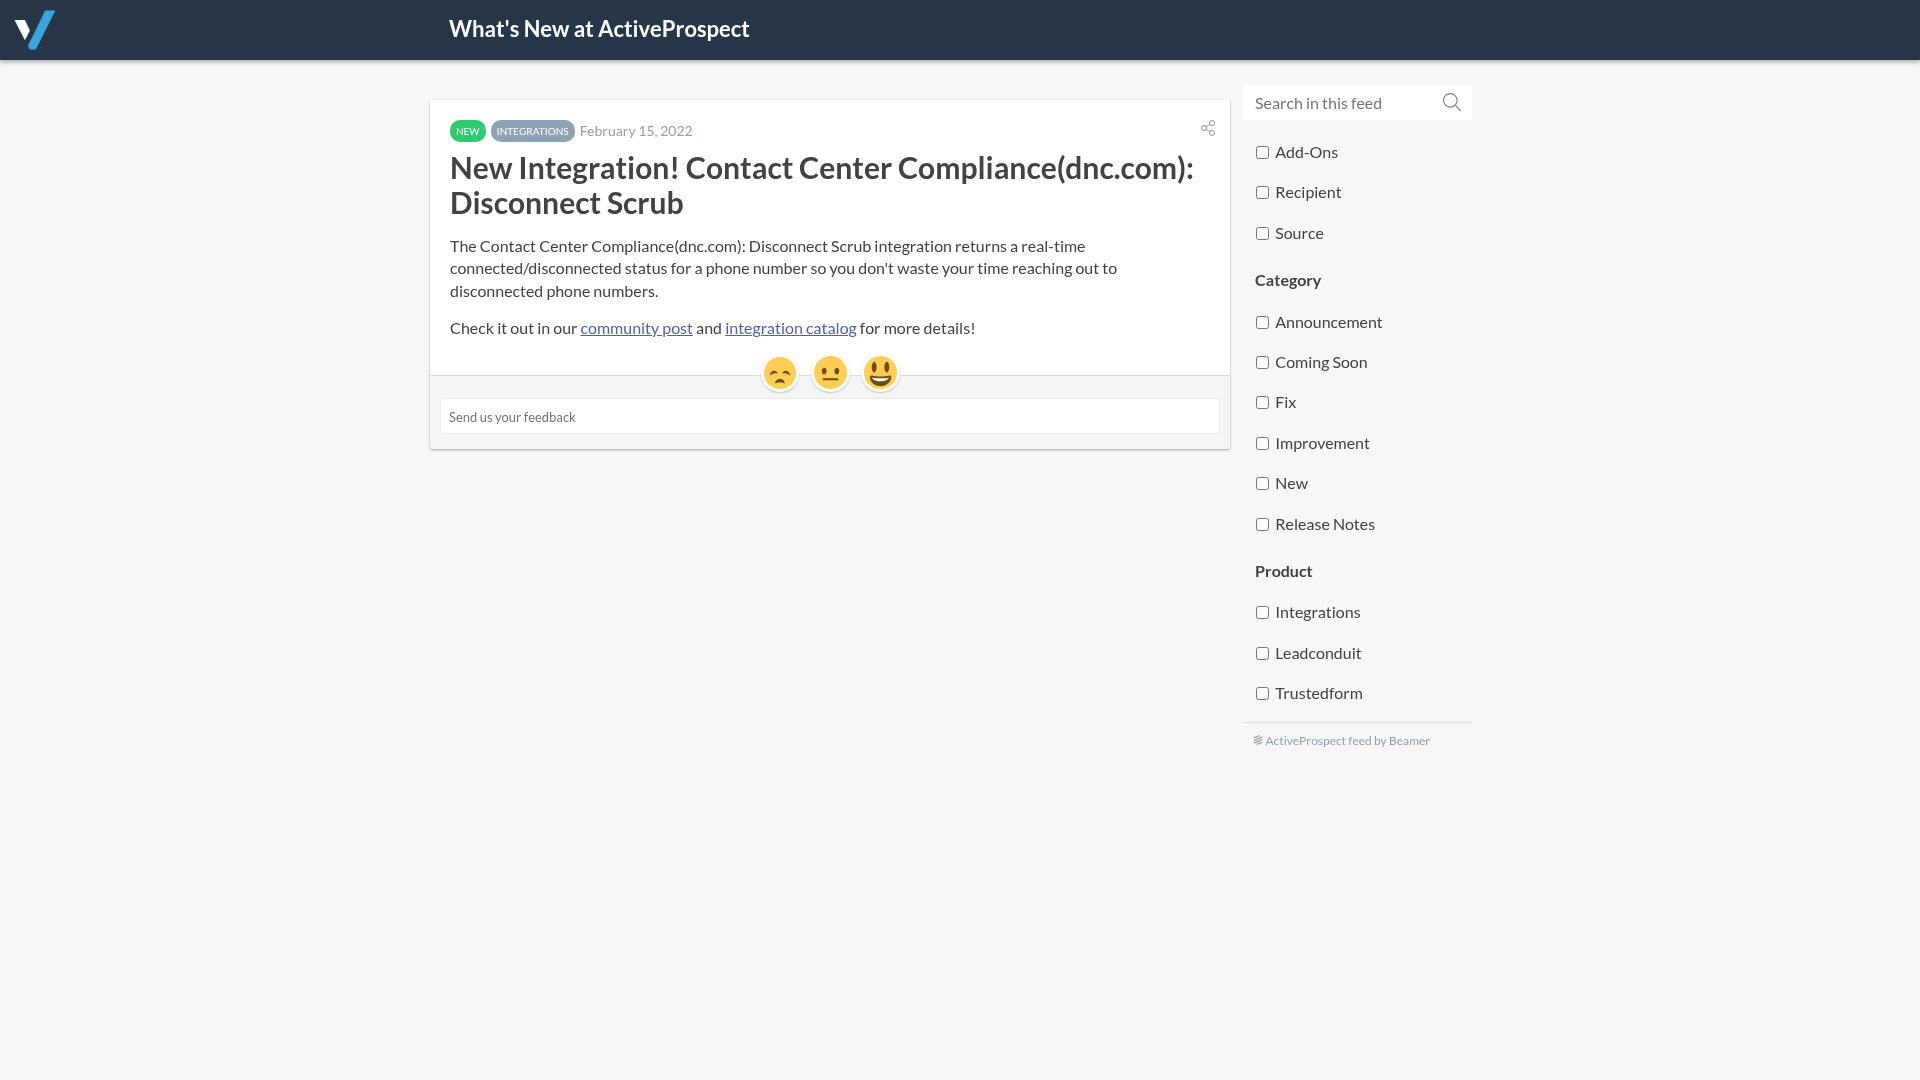 What's New at ActiveProspect
NEW INTEGRATIONS February 15, 2022
New Integration! Contact Center Compliance(dnc.com):
Disconnect Scrub
The Contact Center Compliance(dnc.com): Disconnect Scrub integration returns a real-time
connected/disconnected status for a phone number so you don't waste your time reaching out to
disconnected phone numbers.
Check it out in our community post and integration catalog for more details!
Send us your feedback
Search in this feed
Add-Ons
Recipient
Source
Category
Announcement
Coming Soon
Fix
Improvement
New
Release Notes
Product
Integrations
Leadconduit
Trustedform
ActiveProspect feed by Beamer